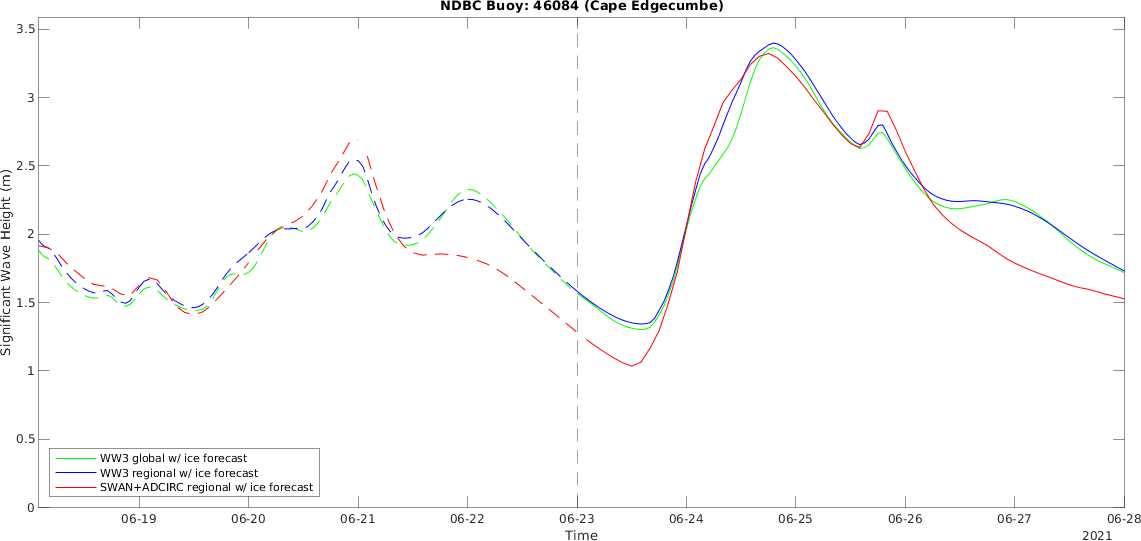 NDBC Buoy: 46084 (Cape Edgecumbe)
Significant Wave Height (m)
3.5
3
2.5
2
1.5
1
0.5
0
WW3 global w/ ice forecast
WW3 regional w/ ice forecast
SWAN+ADCIRC regional w/ ice forecast
06-19 06-20 06-21 06-22 06-23 06-24 06-25 06-26 06-27 06-28
Time
2021